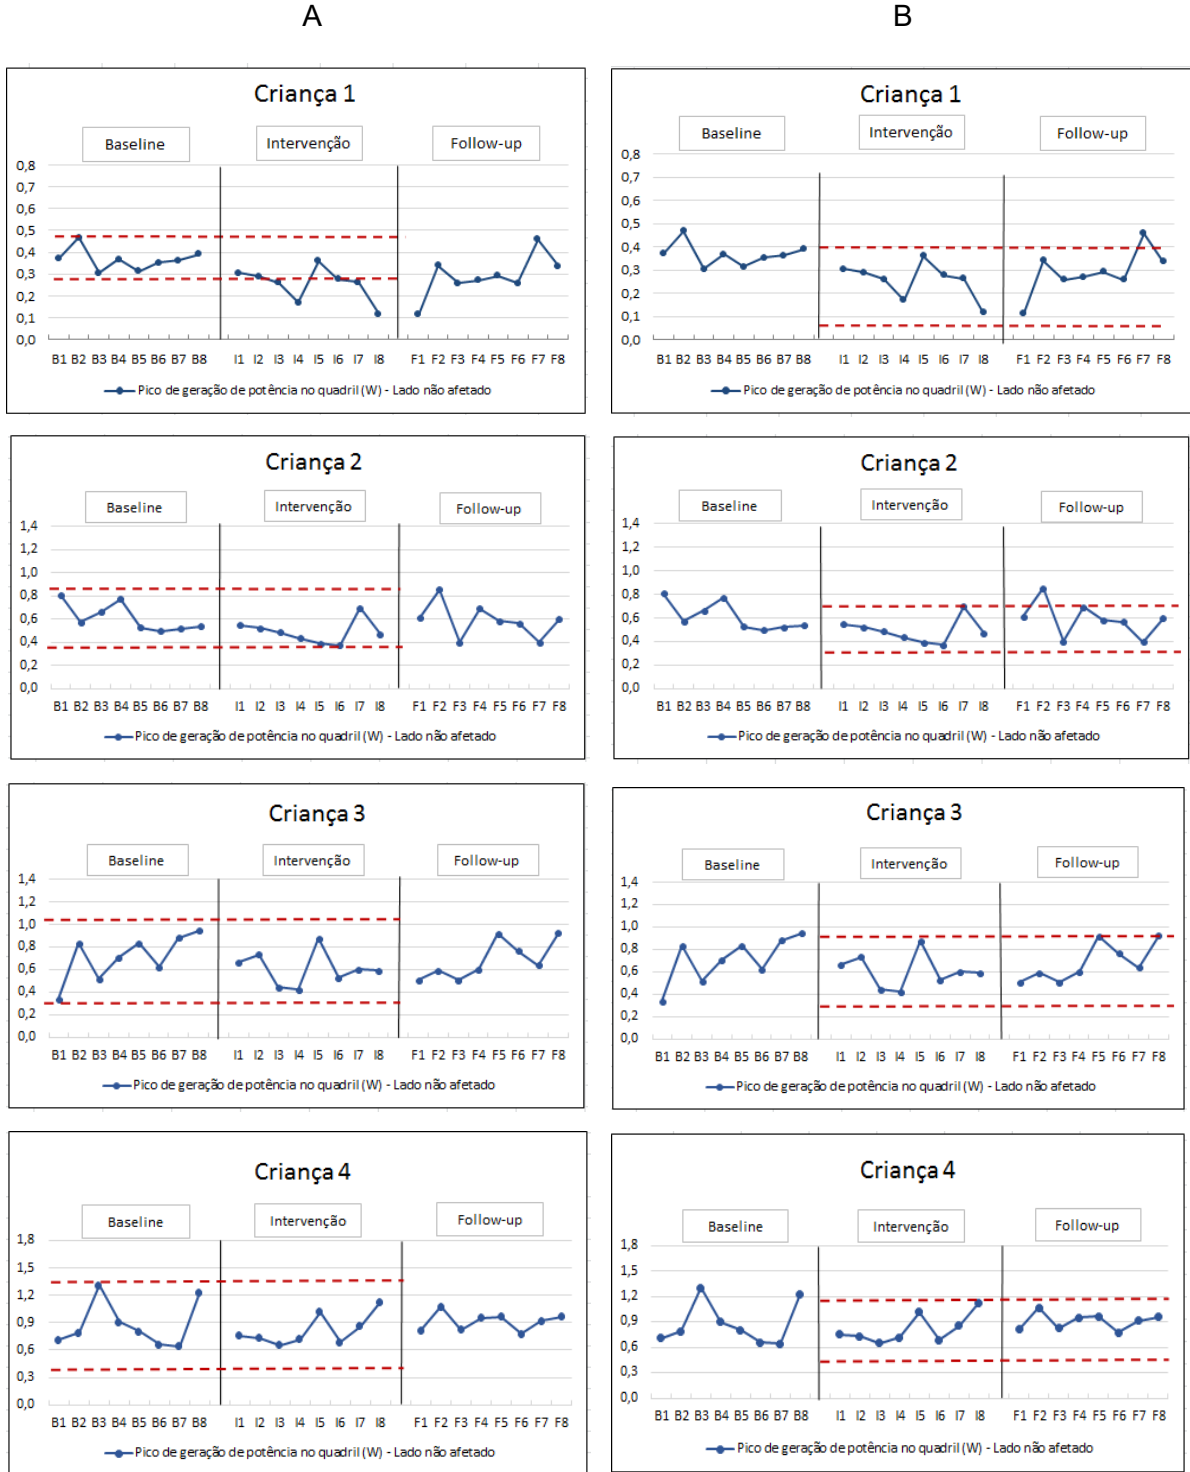 A
B
Criança 1
Baseline
Intervenção
Follow-up
0,8
0,7
0,6
0,5
0,4
0,3
0,2
0,1
0,0
B1 B2 B3 B4 B5 B6 B7 B8 I1 I2 I3 I4 I5 I6 I7 I8 F1 F2 F3 F4 F5 F6 F7 F8
Pico de geração de potência no quadril (W) - Lado não afetado
Criança 1
Baseline
Intervenção
Follow-up
0,8
0,7
0,6
0,5
0,4
0,3
0,2
0,1
0,0
B1 B2 B3 B4 B5 B6 B7 B8 I1 I2 I3 I4 I5 I6 I7 I8 F1 F2 F3 F4 F5 F6 F7 F8
Pico de geração de potência no quadril (W) - Lado não afetado
Criança 2
Baseline
Intervenção
Follow-up
1,4
1,2
1,0
0,8
0,6
0,4
0,2
0,0
B1 B2 B3 B4 B5 B6 B7 B8 I1 I2 I3 I4 I5 I6 I7 I8 F1 F2 F3 F4 F5 F6 F7 F8
Pico de geração de potência no quadril (W) - Lado não afetado
Criança 2
Baseline
Intervenção
Follow-up
1,4
1,2
1,0
0,8
0,6
0,4
0,2
0,0
B1 B2 B3 B4 B5 B6 B7 B8 I1 I2 I3 I4 I5 I6 I7 I8 F1 F2 F3 F4 F5 F6 F7 F8
Pico de geração de potência no quadril (W) - Lado não afetado
Criança 3
Baseline
Intervenção
Follow-up
1,4
1,2
1,0
0,8
0,6
0,4
0,2
0,0
B1 B2 B3 B4 B5 B6 B7 B8 I1 I2 I3 I4 I5 I6 I7 I8 F1 F2 F3 F4 F5 F6 F7 F8
Pico de geração de potência no quadril (W) - Lado não afetado
Criança 3
Baseline
Intervenção
Follow-up
1,4
1,2
1,0
0,8
0,6
0,4
0,2
0,0
B1 B2 B3 B4 B5 B6 B7 B8 I1 I2 I3 I4 I5 I6 I7 I8 F1 F2 F3 F4 F5 F6 F7 F8
Pico de geração de potência no quadril (W) - Lado não afetado
Criança 4
Baseline
Intervenção
Follow-up
1,8
1,5
1,2
0,9
0,6
0,3
0,0
B1 B2 B3 B4 B5 B6 B7 B8 I1 I2 I3 I4 I5 I6 I7 I8 F1 F2 F3 F4 F5 F6 F7 F8
Pico de geração de potência no quadril (W) - Lado não afetado
Criança 4
Baseline
Intervenção
Follow-up
1,8
1,5
1,2
0,9
0,6
0,3
0,0
B1 B2 B3 B4 B5 B6 B7 B8 I1 I2 I3 I4 I5 I6 I7 I8 F1 F2 F3 F4 F5 F6 F7 F8
Pico de geração de potência no quadril (W) - Lado não afetado